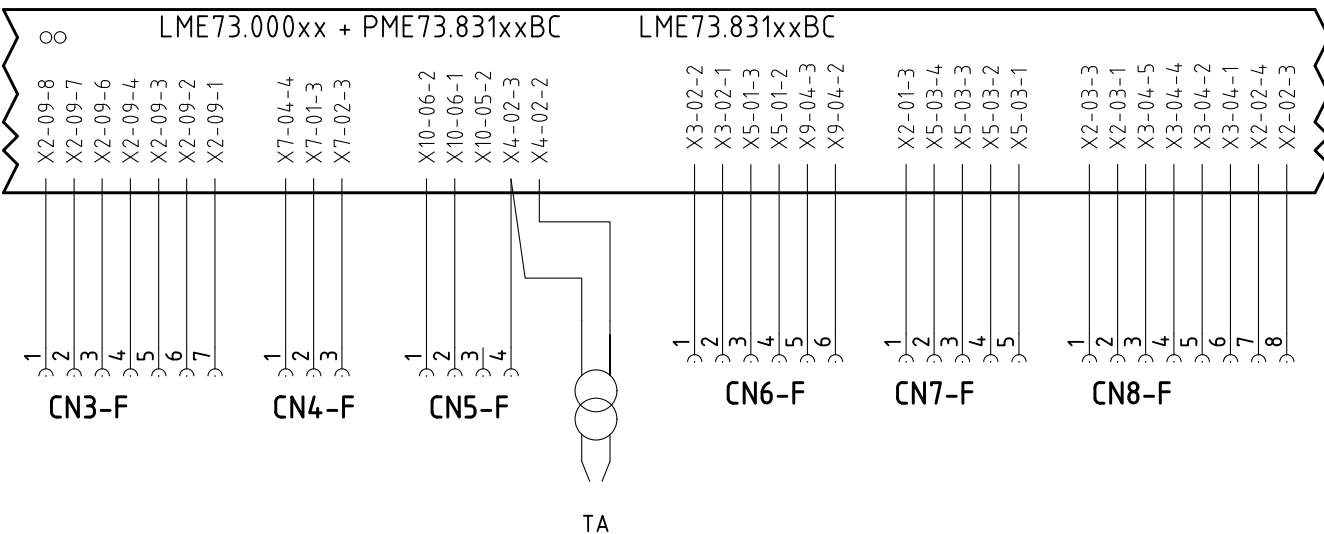 LME73.000xx + PME73.831xxBC LME73.831xxBC
X2-09-8
X2-09-7
X2-09-6
X2-09-4
X2-09-3
X2-09-2
X2-09-1
X7-04-4
X7-01-3
X7-02-3
X10-06-2
X10-06-1
X10-05-2
X4-02-3
X4-02-2
X3-02-2
X3-02-1
X5-01-3
X5-01-2
X9-04-3
X9-04-2
X2-01-3
X5-03-4
X5-03-3
X5-03-2
X5-03-1
X2-03-3
X2-03-1
X3-04-5
X3-04-4
X3-04-2
X3-04-1
X2-02-4
X2-02-3
1 2 3 4 5 6 7
1 2 3
1 2 3 4
1 2 3 4 5 6
1 2 3 4 5
1 2 3 4 5 6 7 8
CN3-F CN4-F CN5-F CN6-F CN7-F CN8-F
TA